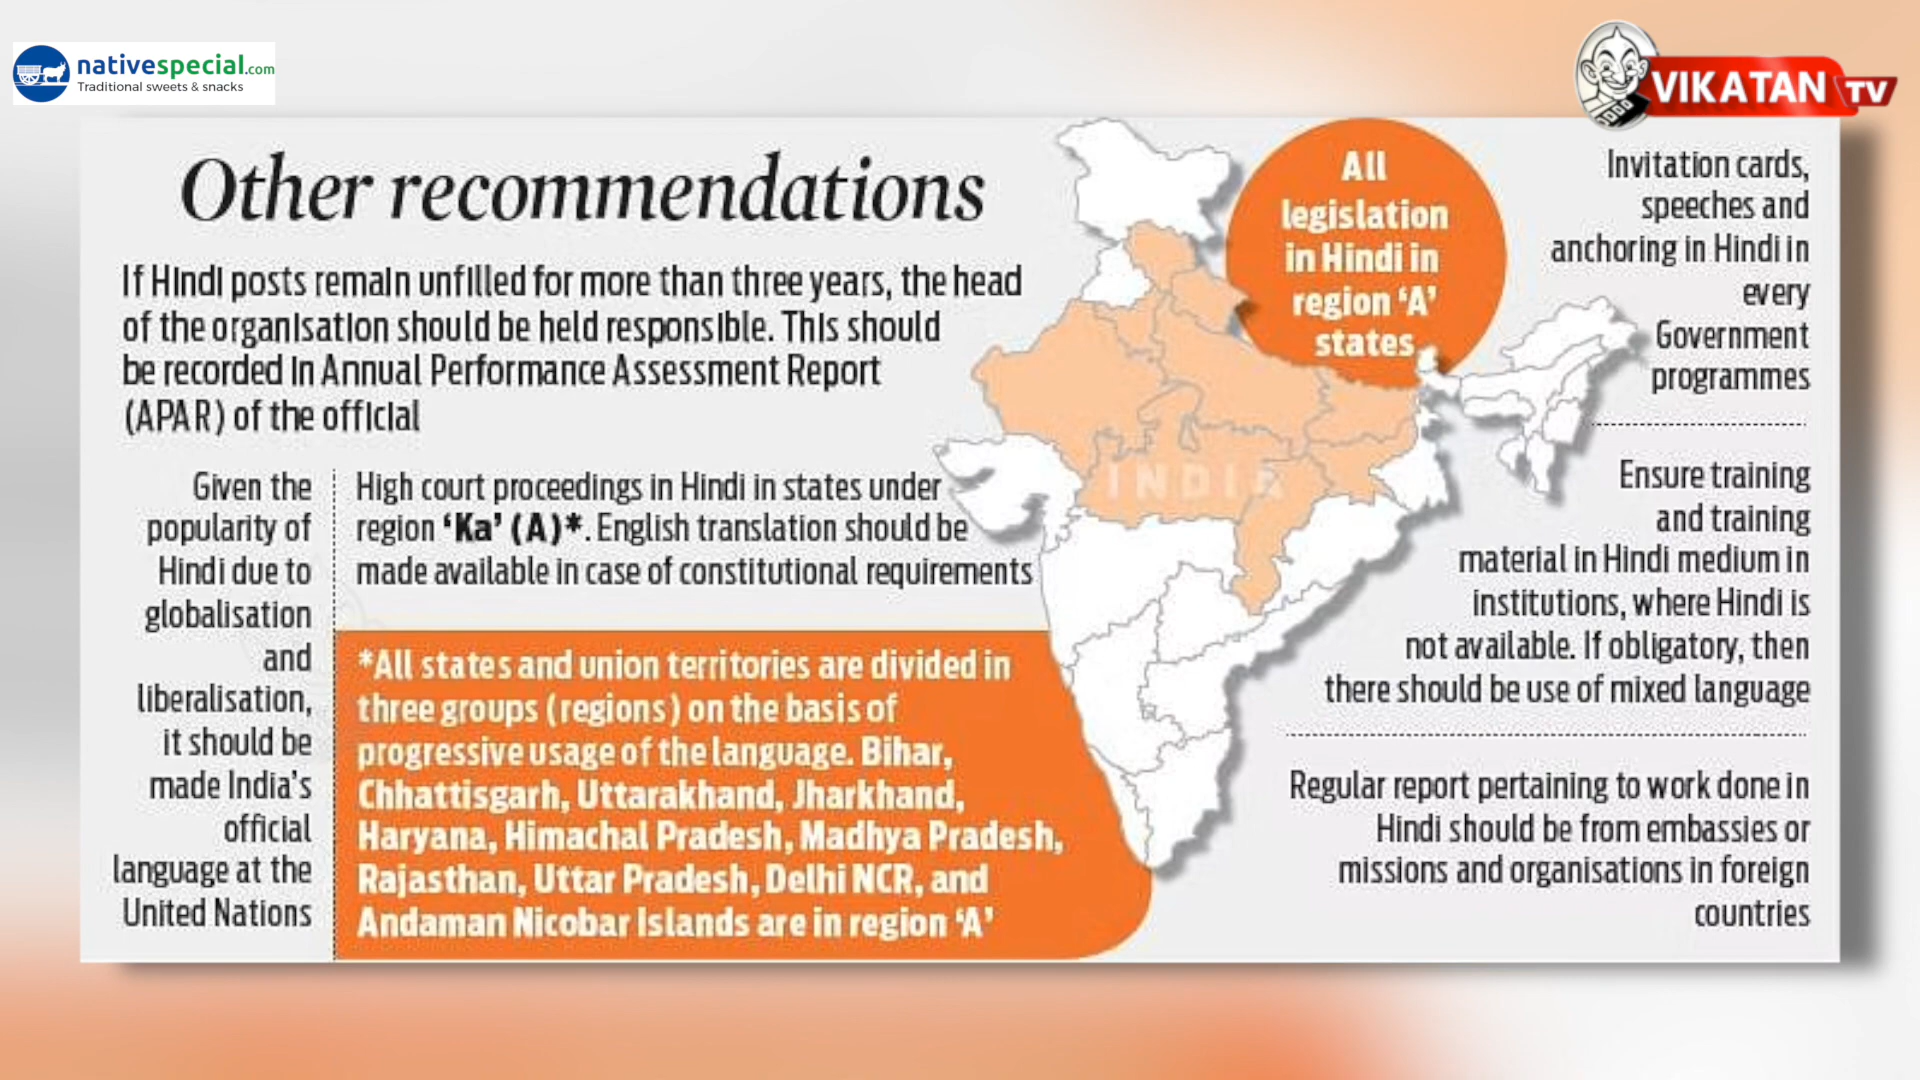 nativespecial.com
Traditional sweets & snacks
VIKATAN TV
Other recommendations
If Hindi posts remain unfilled for more than three years, the head
of the organisation should be held responsible. This should
be recorded in Annual Performance Assessment Report
(APAR) of the official
Given the
popularity of
Hindi due to
globalisation
and
liberalisation,
it should be
made India's
official
language at the
United Nations
High court proceedings in Hindi in states under
region ‘Ka’ (A)*. English translation should be
made available in case of constitutional requirements
*All states and union territories are divided in
three groups (regions) on the basis of
progressive usage of the language. Bihar,
Chhattisgarh, Uttarakhand, Jharkhand,
Haryana, Himachal Pradesh, Madhya Pradesh,
Rajasthan, Uttar Pradesh, Delhi NCR, and
Andaman Nicobar Islands are in region ‘A’
INDIA
All
legislation
in Hindi in
region ‘A’
states
Invitation cards,
speeches and
anchoring in Hindi in
every
Government
programmes
Ensure training
and training
material in Hindi medium in
institutions, where Hindi is
not available. If obligatory, then
there should be use of mixed language
Regular report pertaining to work done in
Hindi should be from embassies or
missions and organisations in foreign
countries